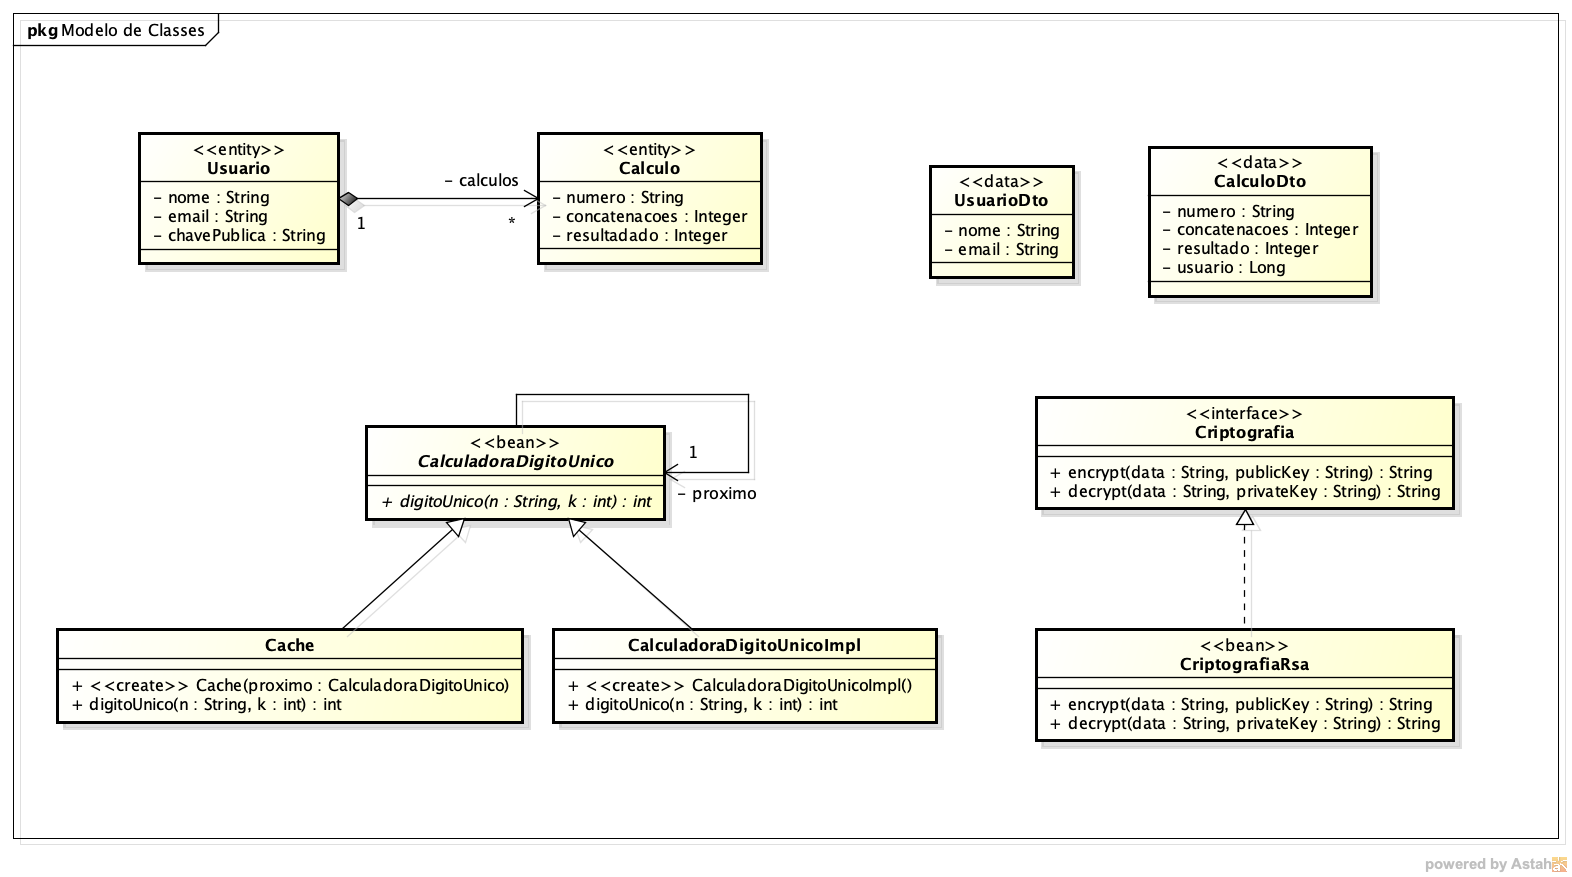 pkg Modelo de Classes
<<entity>>
Usuario
- nome : String
- email : String
- chavePublica : String
1
- calculos
*
<<entity>>
Calculo
- numero : String
- concatenacoes : Integer
- resultadado : Integer
<<data>>
UsuarioDto
- nome : String
- email : String
<<data>>
CalculoDto
- numero : String
- concatenacoes : Integer
- resultado : Integer
- usuario : Long
<<bean>>
CalculadoraDigitoUnico
+ digitoUnico(n : String, k : int) : int
1
- proximo
<<interface>>
Criptografia
+ encrypt(data : String, publicKey : String) : String
+ decrypt(data : String, privateKey : String) : String
Cache
+ <<create>> Cache(proximo : CalculadoraDigitoUnico)
+ digitoUnico(n : String, k : int) : int
CalculadoraDigitoUnicoImpl
+ <<create>> CalculadoraDigitoUnicoImpl()
+ digitoUnico(n : String, k : int) : int
<<bean>>
CriptografiaRsa
+ encrypt(data : String, publicKey : String) : String
+ decrypt(data : String, privateKey : String) : String
powered by Astah